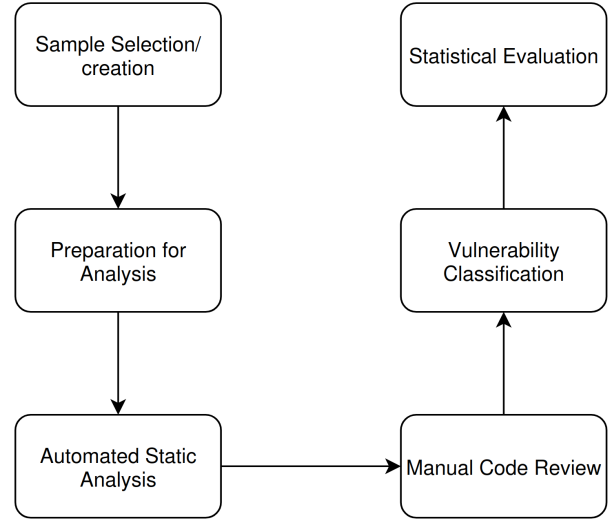 Sample Selection/
creation
Preparation for
Analysis
Automated Static
Analysis
Manual Code Review
Vulnerability
Classification
Statistical Evaluation